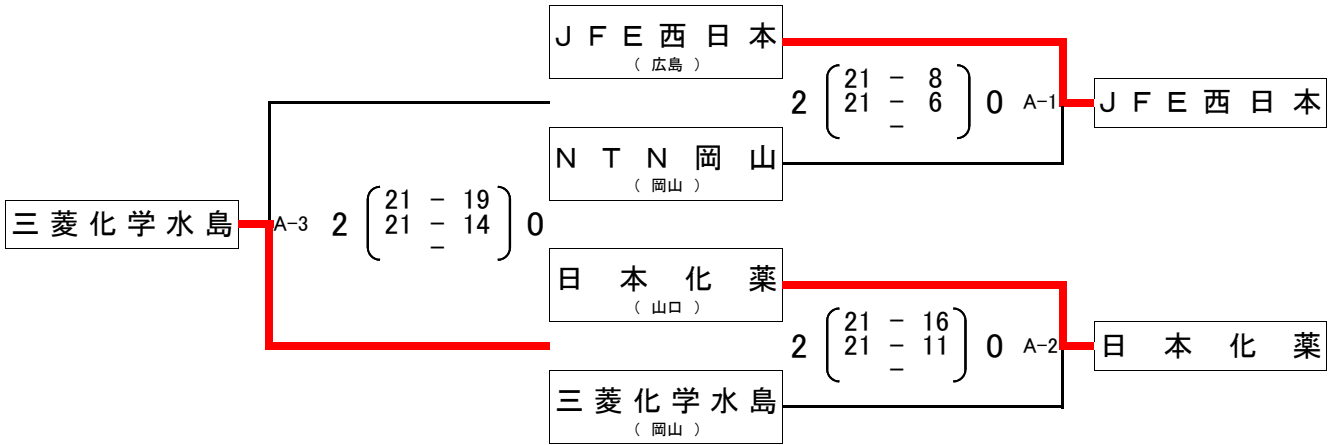 ＪＦＥ西日本
（ 広島 ）
2 21 － 8 0 A-1
21 － 6
－
ＪＦＥ西日本
ＮＴＮ岡山
（ 岡山 ）
三菱化学水島
A-3 2 21 － 19 0
21 － 14
－
日本化薬
（ 山口 ）
2 21 － 16 0 A-2
21 － 11
－
日本化薬
三菱化学水島
（ 岡山 ）